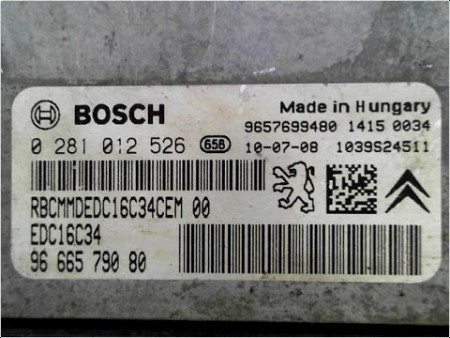 BOSCH
Made in Hungary
9657699480 1415 0034
0 281 012 526 65B 10-07-08 1039S24511
RBCMMDEDC16C34CEM 00
EDC16C34
96 665 790 80